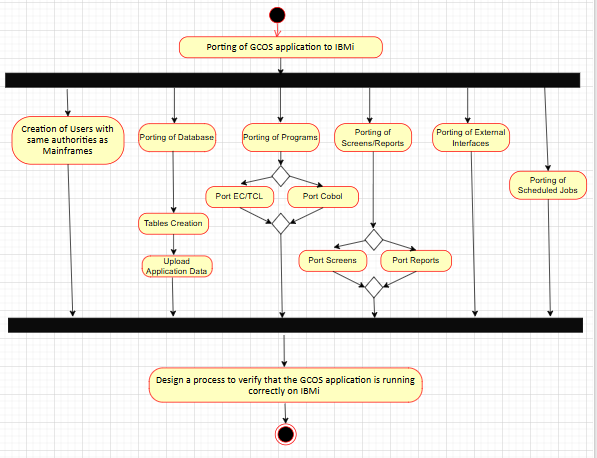 Porting of GCOS application to IBMi
Creation of Users with
same authorities as
Mainframes
Porting of Database
Porting of Programs
Porting of
Screens/Reports
Porting of External
Interfaces
Porting of
Scheduled Jobs
Port EC/TCL
Port Cobol
Tables Creation
Upload
Application Data
Port Screens
Port Reports
Design a process to verify that the GCOS application is running
correctly on IBMi